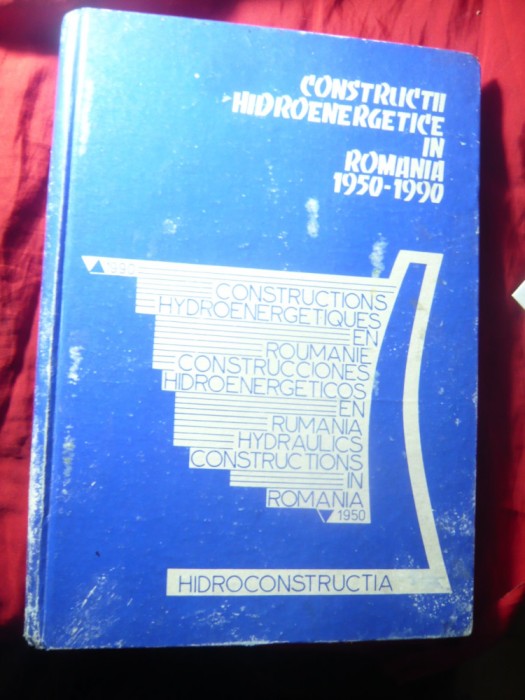 CONSTRUCTII
HIDROENERGETICE
IN
ROMANIA
1950-1990
1990
CONSTRUCTIONS
HYDROENERGETIQUES
EN
ROUMANIE
CONSTRUCCIONES
HIDROENERGETICOS
EN
RUMANIA
HYDRAULICS
CONSTRUCTIONS
IN
ROMANIA
1950
HIDROCONSTRUCTIA